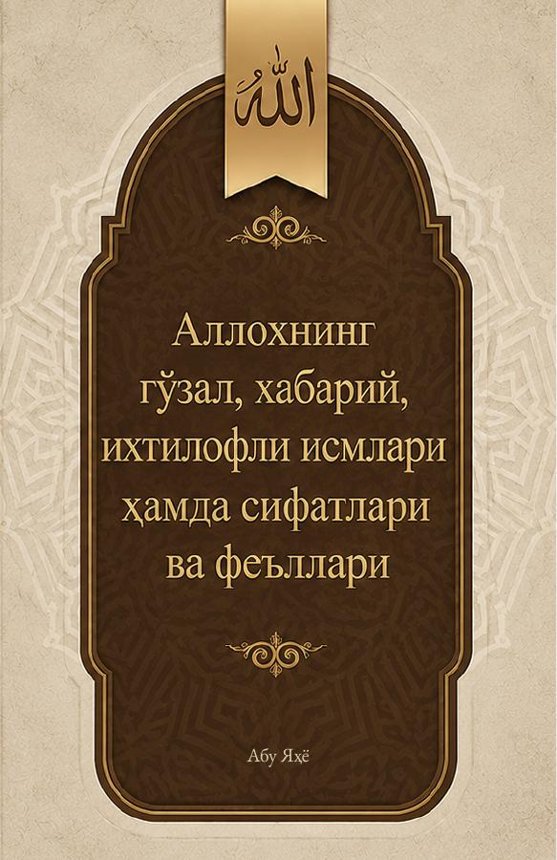 الله
Аллохнинг
гўзал, хабарий,
ихтилофли исмлари
ҳамда сифатлари
ва феъллари
Абу Яҳё